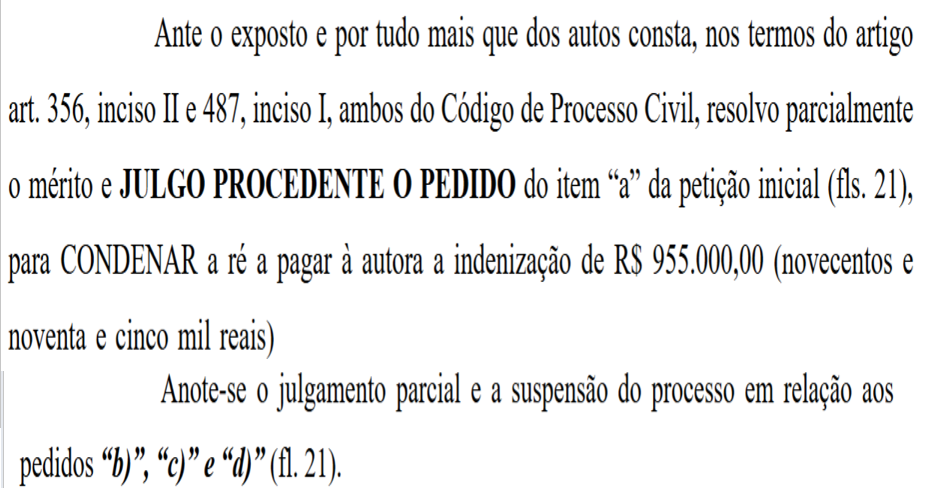 Ante o exposto e por tudo mais que dos autos consta, nos termos do artigo
art. 356, inciso II e 487, inciso I, ambos do Código de Processo Civil, resolvo parcialmente
o mérito e JULGO PROCEDENTE O PEDIDO do item “a” da petição inicial (fls. 21),
para CONDENAR a ré a pagar à autora a indenização de R$ 955.000,00 (novecentos e
noventa e cinco mil reais)
Anote-se o julgamento parcial e a suspensão do processo em relação aos
pedidos “b)”, “c)” e “d)” (fl. 21).